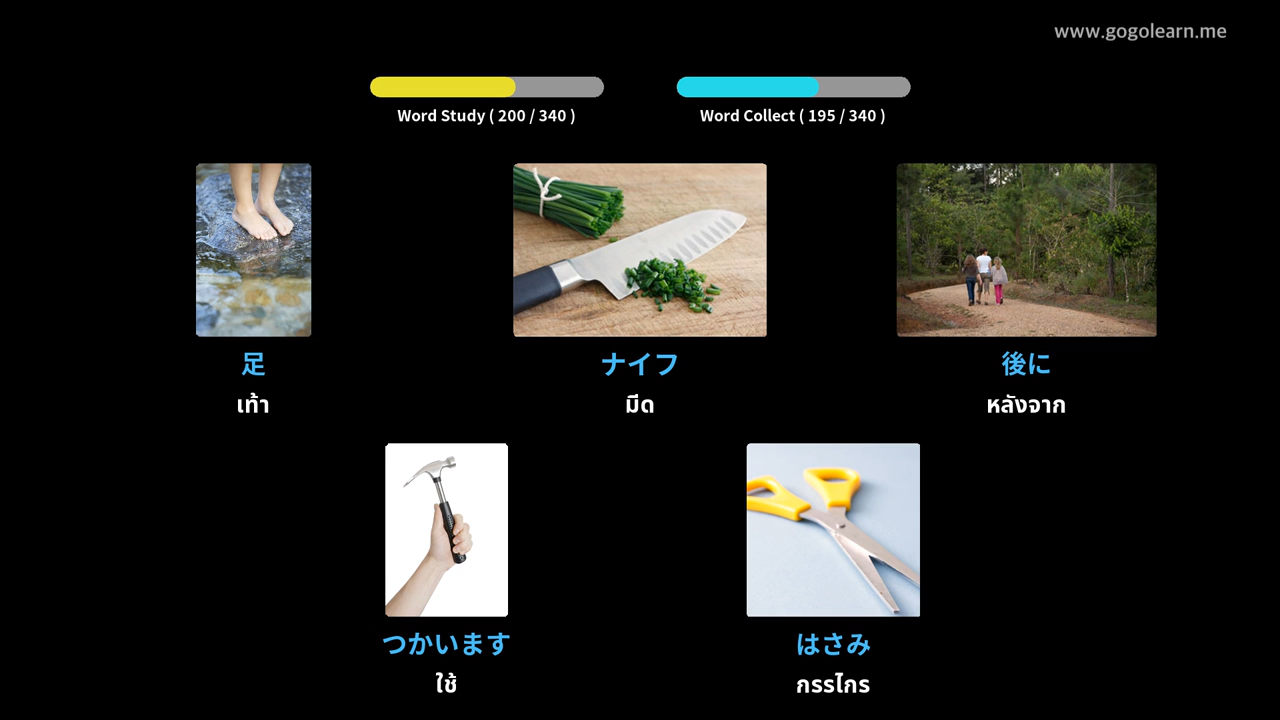 www.gogolearn.me
Word Study ( 200 / 340 )
Word Collect ( 195 / 340 )
足
ナイフ
後に
เท้า
มีด
หลังจาก
つかいます
はさみ
ใช้
กรรไกร